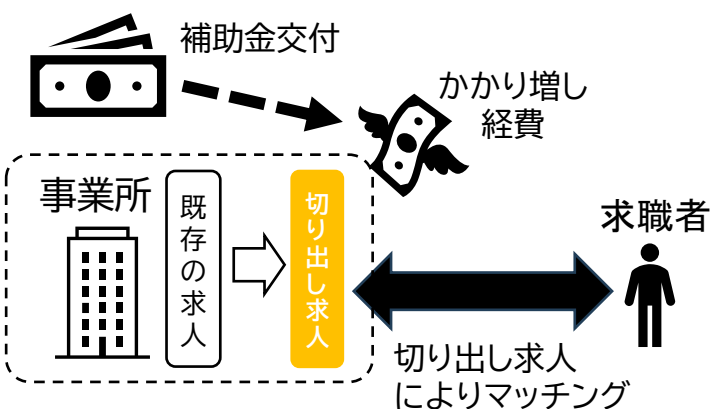 補助金交付
かかり増し
経費
事業所
既存の求人
切り出し求人
求職者
切り出し求人
によりマッチング